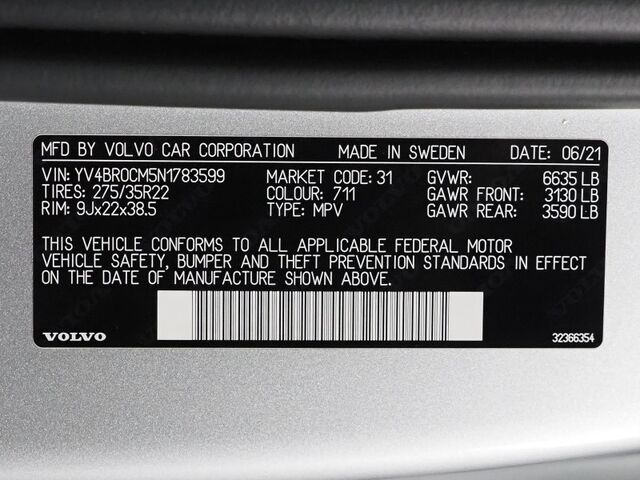 MFD BY VOLVO CAR CORPORATION MADE IN SWEDEN DATE: 06/21
VIN: YV4BR0CM5N1783599 MARKET CODE: 31 GVWR: 6635 LB
TIRES: 275/35R22 COLOUR: 711 GAWR FRONT: 3130 LB
RIM: 9Jx22x38.5 TYPE: MPV GAWR REAR: 3590 LB
THIS VEHICLE CONFORMS TO ALL APPLICABLE FEDERAL MOTOR
VEHICLE SAFETY, BUMPER AND THEFT PREVENTION STANDARDS IN EFFECT
ON THE DATE OF MANUFACTURE SHOWN ABOVE.
VOLVO 32366354